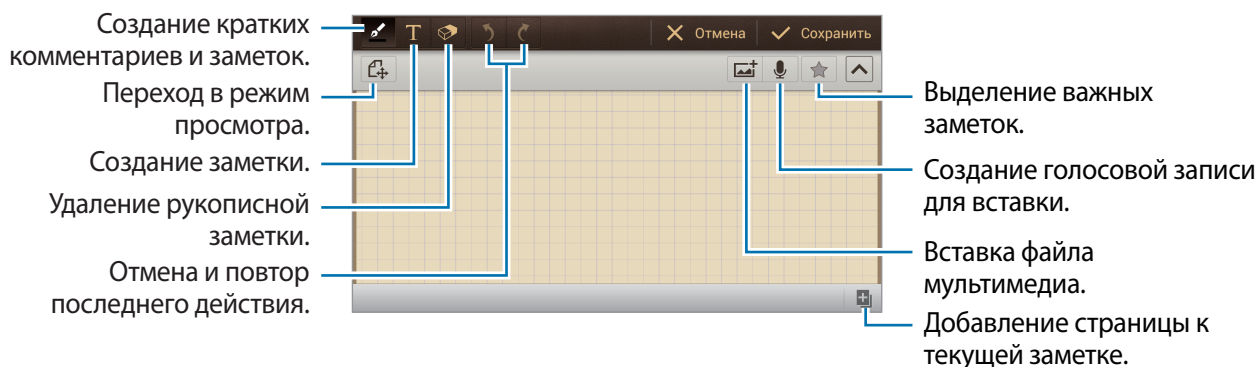 Создание кратких
комментариев и заметок.
Переход в режим
просмотра.
Создание заметки.
Удаление рукописной
заметки.
Отмена и повтор
последнего действия.
T
Отмена
Сохранить
Выделение важных
заметок.
Создание голосовой записи
для вставки.
Вставка файла
мультимедиа.
Добавление страницы к
текущей заметке.